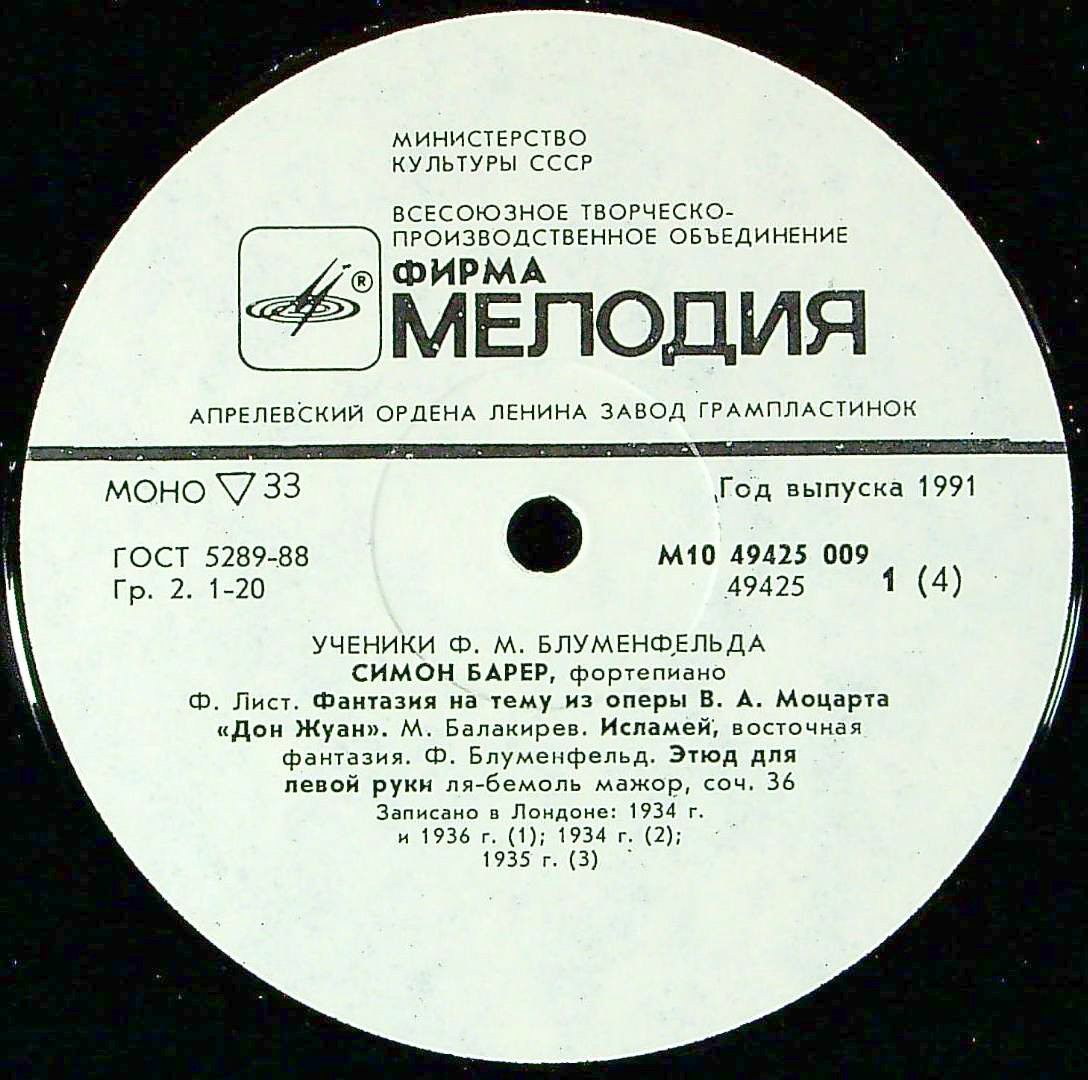 МИНИСТЕРСТВО
КУЛЬТУРЫ СССР
ВСЕСОЮЗНОЕ ТВОРЧЕСКО-
ПРОИЗВОДСТВЕННОЕ ОБЪЕДИНЕНИЕ
ФИРМА
®
МЕЛОДИЯ
АПРЕЛЕВСКИЙ ОРДЕНА ЛЕНИНА ЗАВОД ГРАМПЛАСТИНОК
МОНО ▽ 33
Год выпуска 1991
ГОСТ 5289-88
Гр. 2. 1-20
М10 49425 009
49425
1 (4)
УЧЕНИКИ Ф. М. БЛУМЕНФЕЛЬДА
СИМОН БАРЕР, фортепиано
Ф. Лист. Фантазия на тему из оперы В. А. Моцарта
«Дон Жуан». М. Балакирев. Исламей, восточная
фантазия. Ф. Блуменфельд. Этюд для
левой руки ля-бемоль мажор, соч. 36
Записано в Лондоне: 1934 г.
и 1936 г. (1); 1934 г. (2);
1935 г. (3)